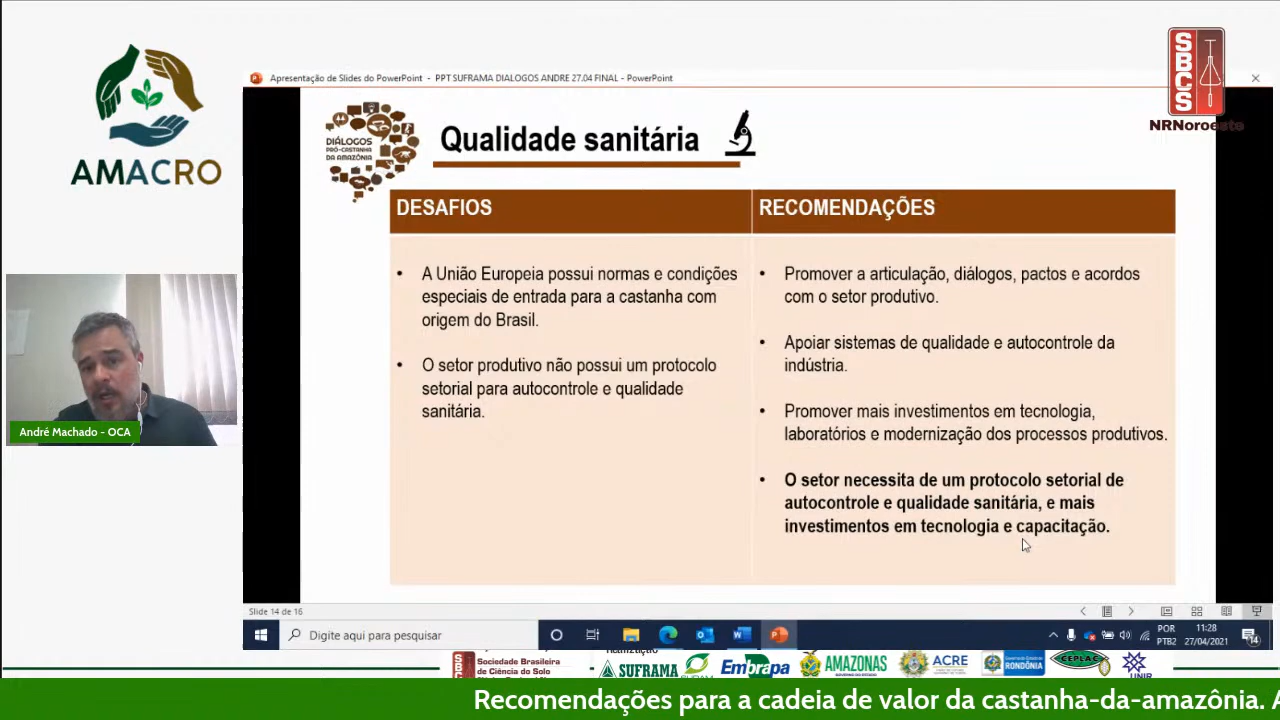 AMACRO
SBCS
NRNoroeste
Apresentação de Slides do PowerPoint - PPT SUFRAMA DIALOGOS ANDRE 27.04 FINAL - PowerPoint
DIÁLOGOS
PRÓ-CASTANHA
DA AMAZÔNIA
Qualidade sanitária
DESAFIOS
• A União Europeia possui normas e condições
especiais de entrada para a castanha com
origem do Brasil.
• O setor produtivo não possui um protocolo
setorial para autocontrole e qualidade
sanitária.
RECOMENDAÇÕES
• Promover a articulação, diálogos, pactos e acordos
com o setor produtivo.
• Apoiar sistemas de qualidade e autocontrole da
indústria.
• Promover mais investimentos em tecnologia,
laboratórios e modernização dos processos produtivos.
• O setor necessita de um protocolo setorial de
autocontrole e qualidade sanitária, e mais
investimentos em tecnologia e capacitação.
André Machado - OCA
Slide 14 de 16
Digite aqui para pesquisar
POR
PTB2
11:28
27/04/2021
14
Realização
SBCS
Sociedade Brasileira
de Ciência do Solo
SUFRAMA
SUDAM
Embrapa
AMAZONAS
ACRE
RONDÔNIA
CEPLAC
UNIR
Recomendações para a cadeia de valor da castanha-da-amazônia. A